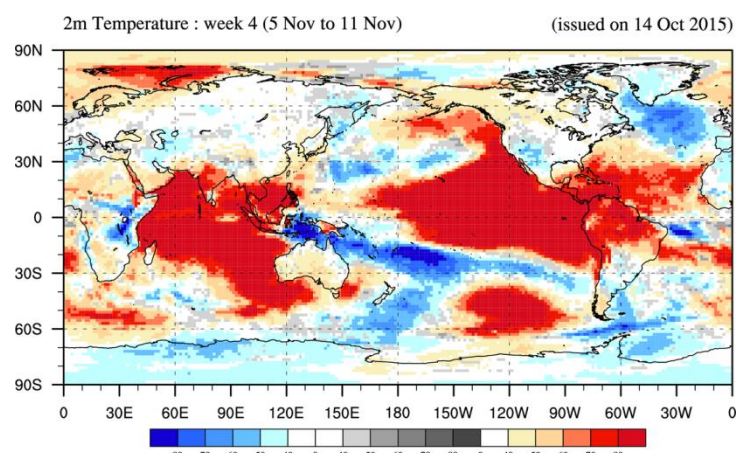 2m Temperature : week 4 (5 Nov to 11 Nov) (issued on 14 Oct 2015)
90N
60N
30N
0
30S
60S
90S
0 30E 60E 90E 120E 150E 180 150W 120W 90W 60W 30W 0